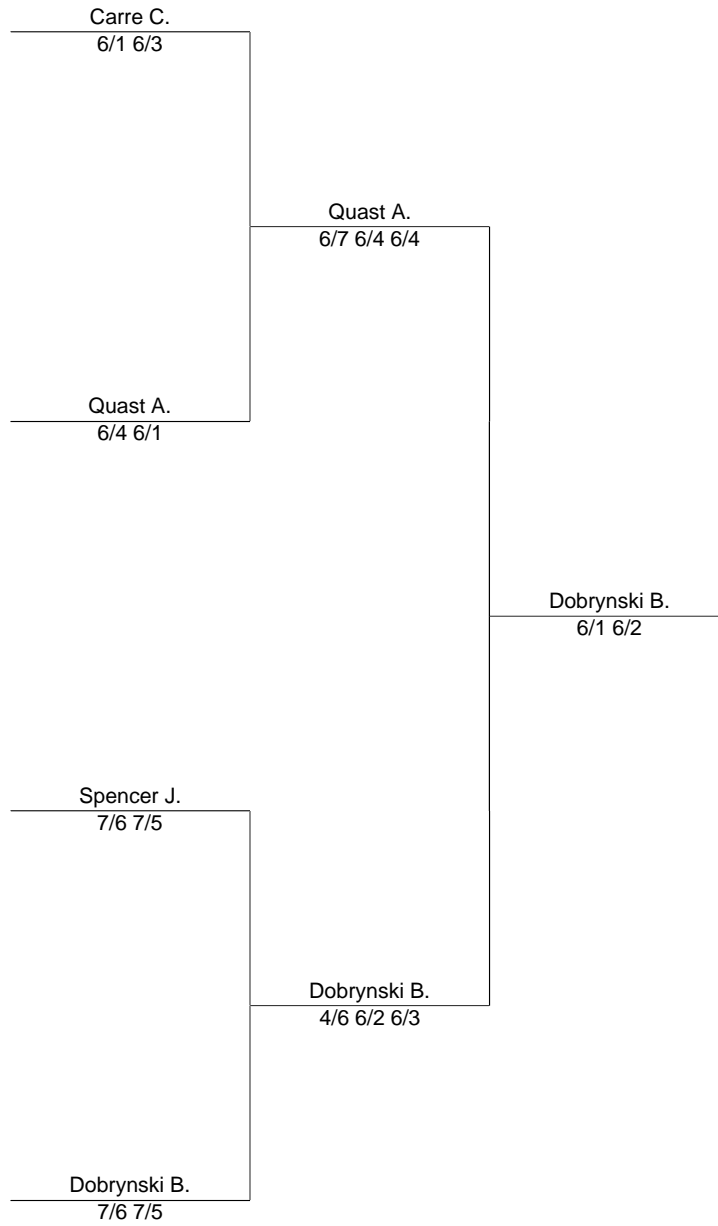 Carre C.
6/1 6/3
Quast A.
6/7 6/4 6/4
Quast A.
6/4 6/1
Dobrynski B.
6/1 6/2
Spencer J.
7/6 7/5
Dobrynski B.
4/6 6/2 6/3
Dobrynski B.
7/6 7/5